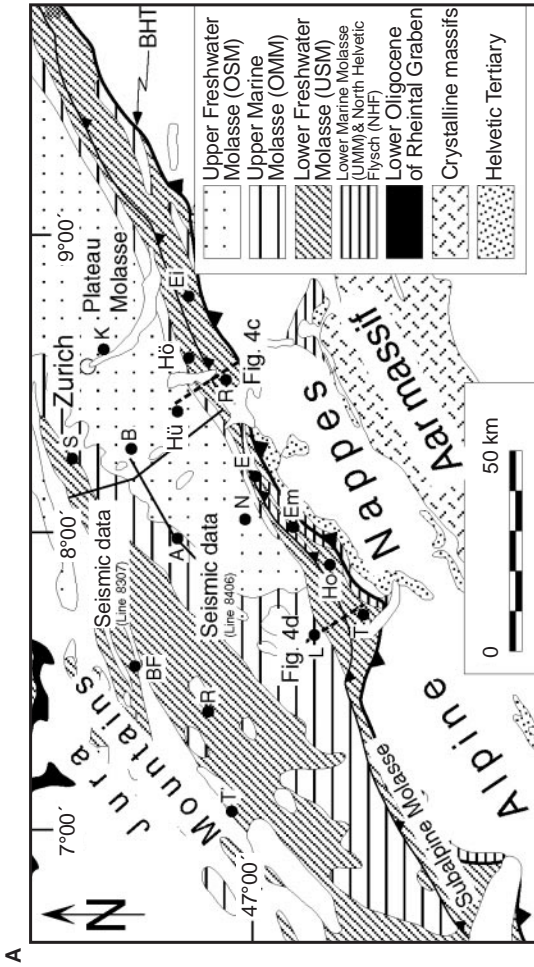 A
N
7°00´
8°00´
9°00´
47°00´
Jura
Mountains
Zurich
Plateau
Molasse
BHT
S
K
B
BF
R
T
A
Hü
Hö
Ei
R
N
E
Em
Ho
L
T
Seismic data
(Line 8307)
Seismic data
(Line 8406)
Fig. 4c
Fig. 4d
Subalpine Molasse
Alpine
Nappes
Aarmassif
0
50 km
Upper Freshwater
Molasse (OSM)
Upper Marine
Molasse (OMM)
Lower Freshwater
Molasse (USM)
Lower Marine Molasse
(UMM) & North Helvetic
Flysch (NHF)
Lower Oligocene
of Rheintal Graben
Crystalline massifs
Helvetic Tertiary